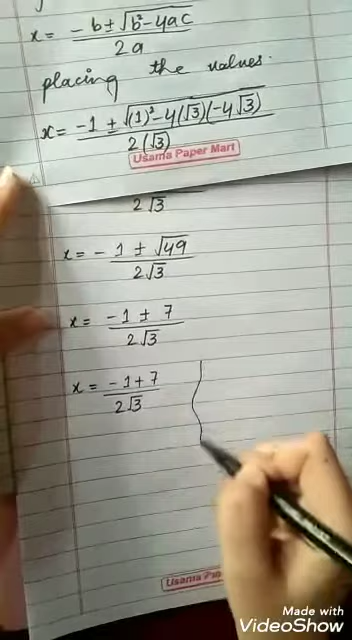 x = -b ± √b² - 4ac / 2a
placing the values.
x = -1 ± √(1)² - 4(√3)(-4√3) / 2(√3)
Usama Paper Mart
2√3
x = - 1 ± √49 / 2√3
x = -1 ± 7 / 2√3
x = -1 + 7 / 2√3
Usama Pa
Made with
VideoShow